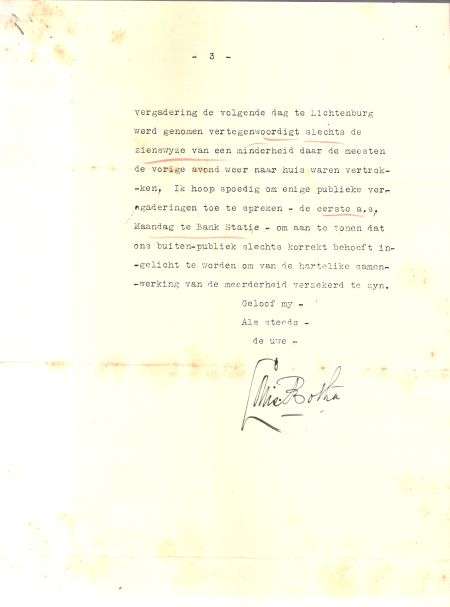 - 3 -
vergadering de volgende dag te Lichtenburg
werd genomen vertegenwoordigt slechts de
zienswyze van een minderheid daar de meesten
de vorige avond weer naar huis waren vertrok-
-ken. Ik hoop spoedig om enige publieke ver-
-gaderingen toe te spreken - de eerste a.s.
Maandag te Bank Statie - om aan te tonen dat
ons buiten-publiek slechts korrekt behoeft in-
-gelicht te worden om van de hartelike samen-
-werking van de meerderheid verzekerd te zyn.
Geloof my -
Als steeds -
de uwe -
Louis Botha